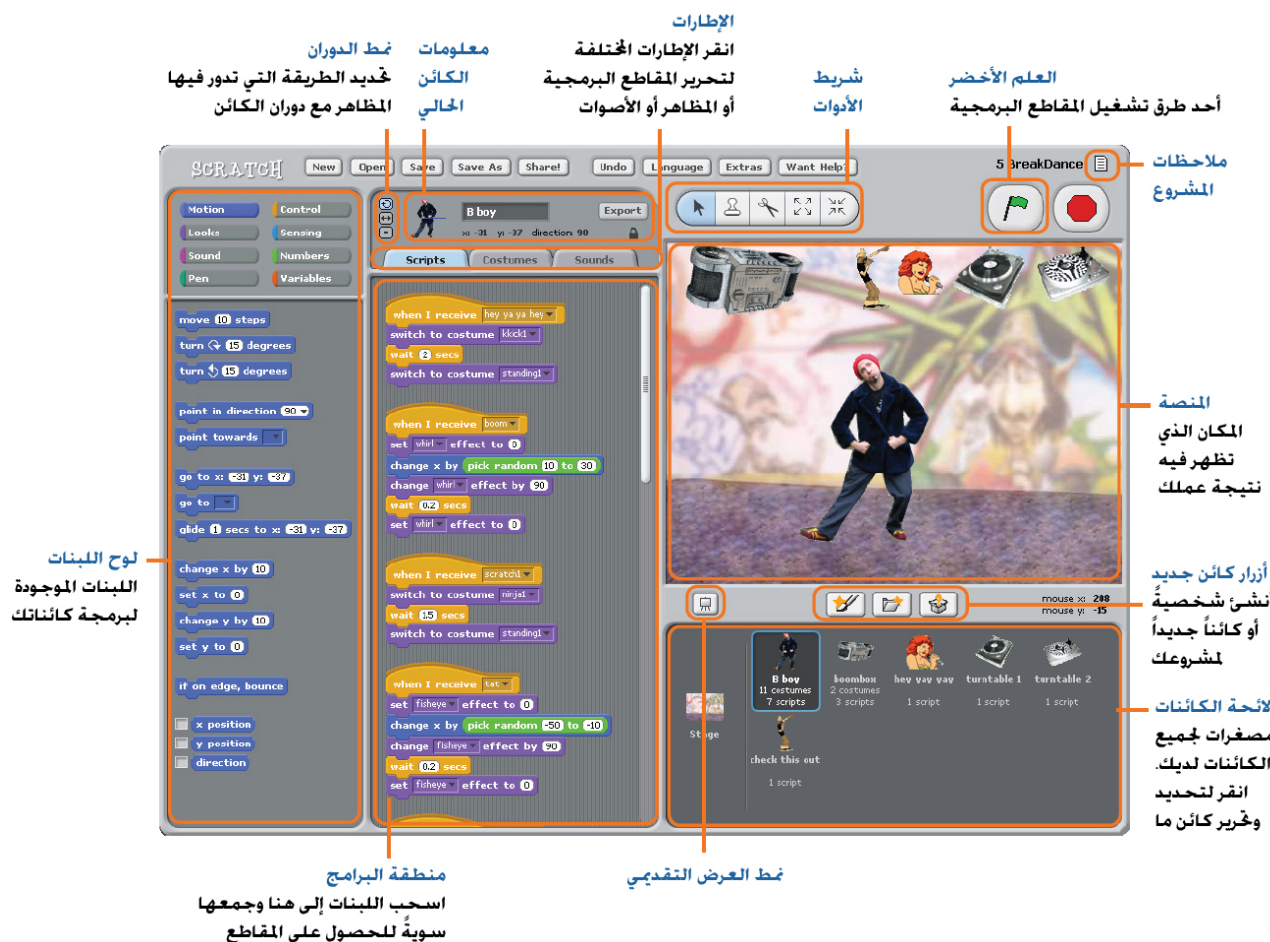 الإطارات
انقر الإطارات المختلفة
لتحرير المقاطع البرمجية
أو المظاهر أو الأصوات
نمط الدوران
تحديد الطريقة التي تدور فيها
المظاهر مع دوران الكائن
معلومات
الكائن
الحالي
شريط
الأدوات
العلم الأخضر
أحد طرق تشغيل المقاطع البرمجية
ملاحظات
المشروع
SCRATCH New Open Save Save As Share! Undo Language Extras Want Help?
5 BreakDance
Motion Control
Looks Sensing
Sound Numbers
Pen Variables
B boy Export
x: -31 y: -37 direction 90
Scripts Costumes Sounds
move 10 steps
turn 15 degrees
turn 15 degrees
point in direction 90
point towards
go to x: -31 y: -37
go to
glide 1 secs to x: -31 y: -37
change x by 10
set x to 0
change y by 10
set y to 0
if on edge, bounce
x position
y position
direction
when I receive hey ya ya hey
switch to costume kkick1
wait 2 secs
switch to costume standing1
when I receive boom
set whirl effect to 0
change x by pick random 10 to 30
change whirl effect by 90
wait 0.2 secs
set whirl effect to 0
when I receive scratch1
switch to costume ninja1
wait 1.5 secs
switch to costume standing1
when I receive tat
set fisheye effect to 0
change x by pick random -50 to -10
change fisheye effect by 90
wait 0.2 secs
set fisheye effect to 0
المنصة
المكان الذي
تظهر فيه
نتيجة عملك
لوح اللبنات
اللبنات الموجودة
لبرمجة كائناتك
mouse x: 208
mouse y: -15
أزرار كائن جديد
أنشئ شخصيةً
أو كائناً جديداً
لمشروعك
Stage
B boy
11 costumes
7 scripts
boombox
2 costumes
3 scripts
hey yay yay
1 script
turntable 1
1 script
turntable 2
1 script
check this out
1 script
لائحة الكائنات
مصغرات لجميع
الكائنات لديك.
انقر لتحديد
وتحرير كائن ما
منطقة البرامج
اسحب اللبنات إلى هنا وجمعها
سويةً للحصول على المقاطع
نمط العرض التقديمي